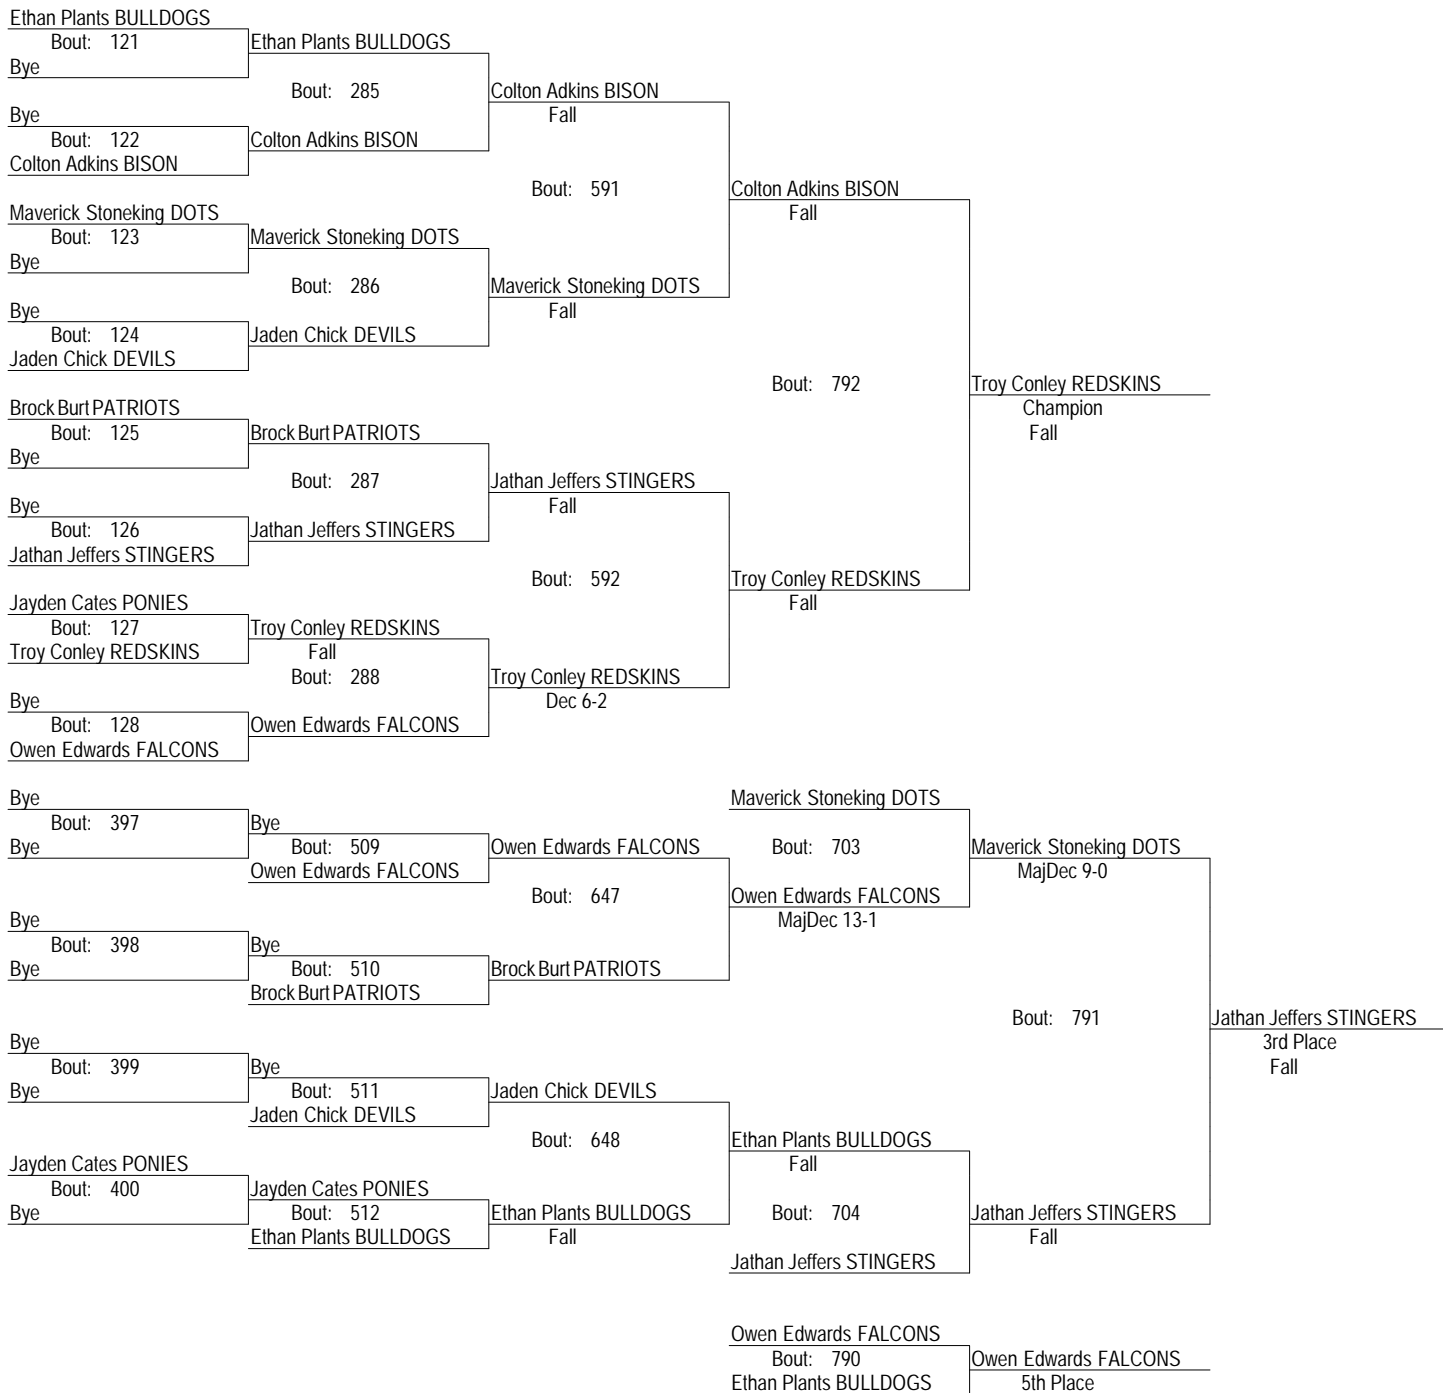 Ethan Plants BULLDOGS
Bout: 121
Ethan Plants BULLDOGS
Bye
Bout: 285
Colton Adkins BISON
Bye
Fall
Bout: 122
Colton Adkins BISON
Colton Adkins BISON
Bout: 591
Colton Adkins BISON
Maverick Stoneking DOTS
Fall
Bout: 123
Maverick Stoneking DOTS
Bye
Bout: 286
Maverick Stoneking DOTS
Bye
Fall
Bout: 124
Jaden Chick DEVILS
Jaden Chick DEVILS
Bout: 792
Troy Conley REDSKINS
Brock Burt PATRIOTS
Champion
Bout: 125
Brock Burt PATRIOTS
Fall
Bye
Bout: 287
Jathan Jeffers STINGERS
Bye
Fall
Bout: 126
Jathan Jeffers STINGERS
Jathan Jeffers STINGERS
Bout: 592
Troy Conley REDSKINS
Jayden Cates PONIES
Fall
Bout: 127
Troy Conley REDSKINS
Troy Conley REDSKINS
Fall
Bout: 288
Troy Conley REDSKINS
Bye
Dec 6-2
Bout: 128
Owen Edwards FALCONS
Owen Edwards FALCONS
Bye
Maverick Stoneking DOTS
Bout: 397
Bye
Bye
Bout: 509
Owen Edwards FALCONS
Bout: 703
Maverick Stoneking DOTS
Owen Edwards FALCONS
MajDec 9-0
Bout: 647
Owen Edwards FALCONS
Bye
MajDec 13-1
Bout: 398
Bye
Bye
Bout: 510
Brock Burt PATRIOTS
Brock Burt PATRIOTS
Bout: 791
Jathan Jeffers STINGERS
Bye
3rd Place
Bout: 399
Bye
Fall
Bye
Bout: 511
Jaden Chick DEVILS
Jaden Chick DEVILS
Bout: 648
Ethan Plants BULLDOGS
Jayden Cates PONIES
Fall
Bout: 400
Jayden Cates PONIES
Bye
Bout: 512
Ethan Plants BULLDOGS
Bout: 704
Jathan Jeffers STINGERS
Ethan Plants BULLDOGS
Fall
Fall
Jathan Jeffers STINGERS
Owen Edwards FALCONS
Bout: 790
Owen Edwards FALCONS
Ethan Plants BULLDOGS
5th Place